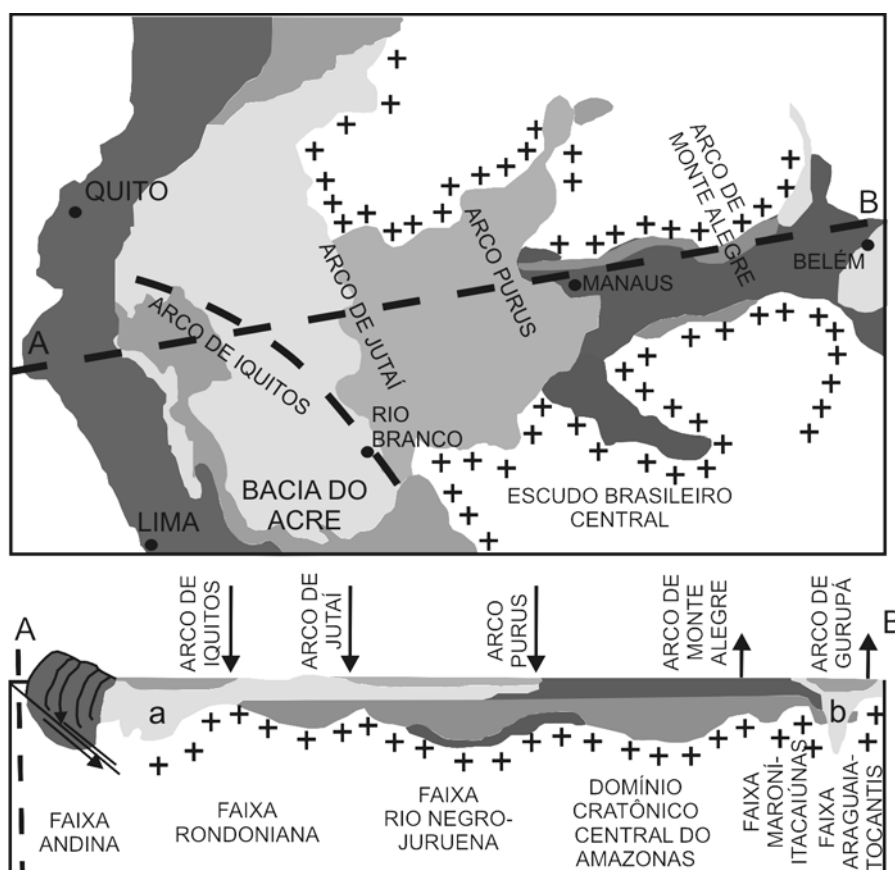 QUITO
A
ARCO DE IQUITOS
ARCO DE JUTAÍ
ARCO PURUS
ARCO DE
MONTE ALEGRE
B
BELÉM
MANAUS
RIO
BRANCO
BACIA DO
ACRE
LIMA
ESCUDO BRASILEIRO
CENTRAL
A
ARCO DE
IQUITOS
ARCO DE
JUTAÍ
ARCO
PURUS
ARCO DE
MONTE
ALEGRE
ARCO DE
GURUPÁ
a
b
FAIXA
ANDINA
FAIXA
RONDONIANA
FAIXA
RIO NEGRO-
JURUENA
DOMÍNIO
CRATÔNICO
CENTRAL DO
AMAZONAS
FAIXA
MARONÍ-
ITACAIÚNAS
FAIXA
ARAGUAIA-
TOCANTIS